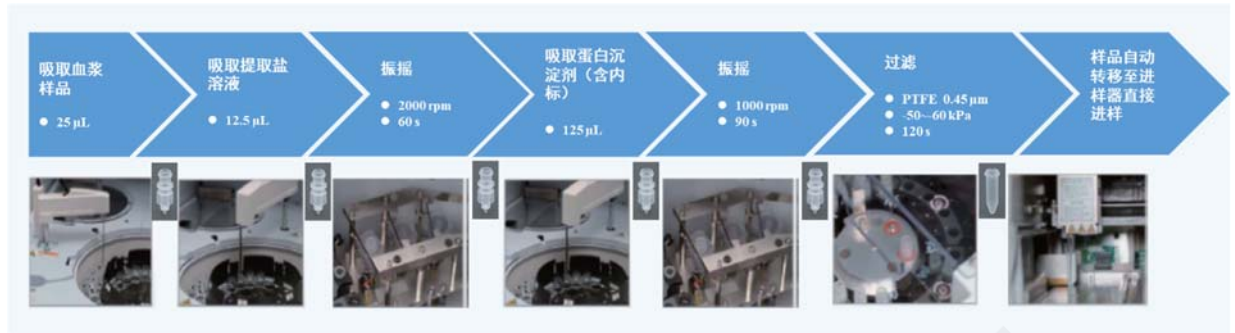 吸取血浆
样品
● 25 μL
吸取提取盐
溶液
● 12.5 μL
振摇
● 2000 rpm
● 60 s
吸取蛋白沉
淀剂（含内
标）
● 125 μL
振摇
● 1000 rpm
● 90 s
过滤
● PTFE 0.45 μm
● -50~-60 kPa
● 120 s
样品自动
转移至进
样器直接
进样